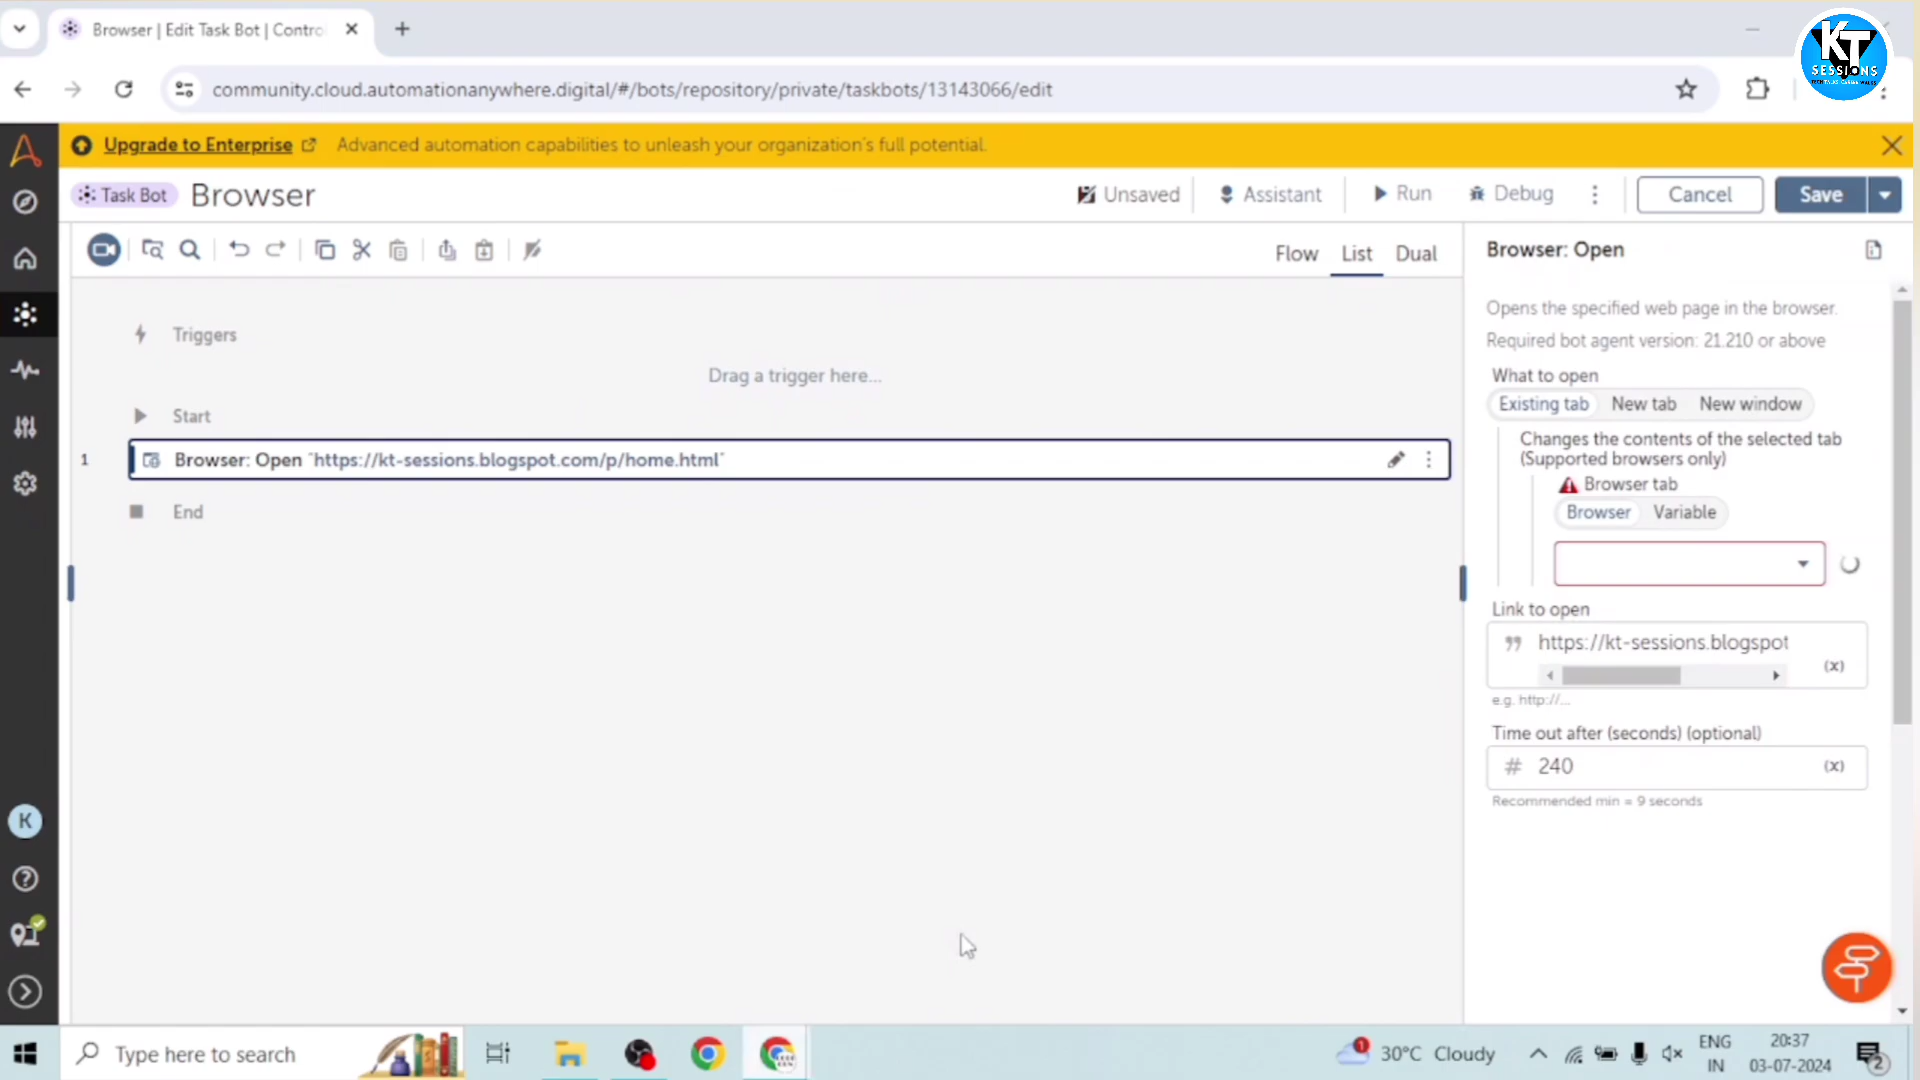 Browser | Edit Task Bot | Contro
KT
SESSIONS
community.cloud.automationanywhere.digital/#/bots/repository/private/taskbots/13143066/edit
Upgrade to Enterprise Advanced automation capabilities to unleash your organization's full potential.
Task Bot Browser Unsaved Assistant Run Debug Cancel Save
Flow List Dual
Triggers
Drag a trigger here...
Start
1 Browser: Open "https://kt-sessions.blogspot.com/p/home.html"
End
Browser: Open
Opens the specified web page in the browser.
Required bot agent version: 21.210 or above
What to open
Existing tab New tab New window
Changes the contents of the selected tab
(Supported browsers only)
Browser tab
Browser Variable
Link to open
https://kt-sessions.blogspot
(x)
e.g. http://...
Time out after (seconds) (optional)
# 240 (x)
Recommended min = 9 seconds
K
Type here to search
1 30°C Cloudy
ENG
IN
20:37
03-07-2024
2